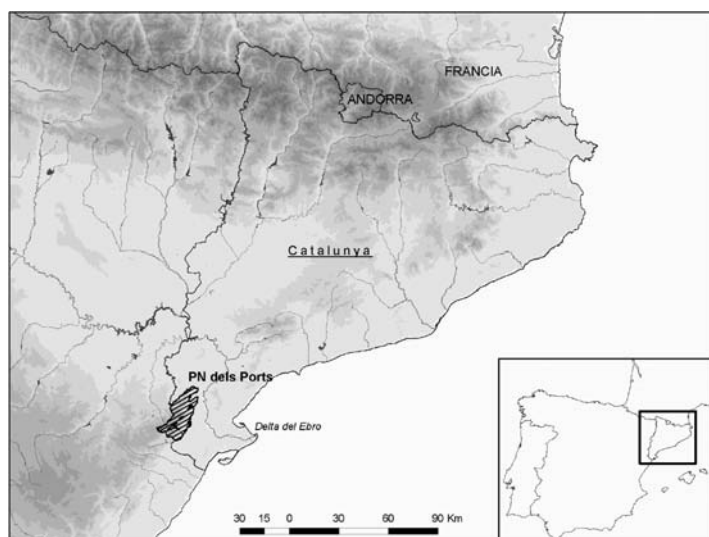 FRANCIA
ANDORRA
Catalunya
PN dels Ports
Delta del Ebro
30 15 0 30 60 90 Km